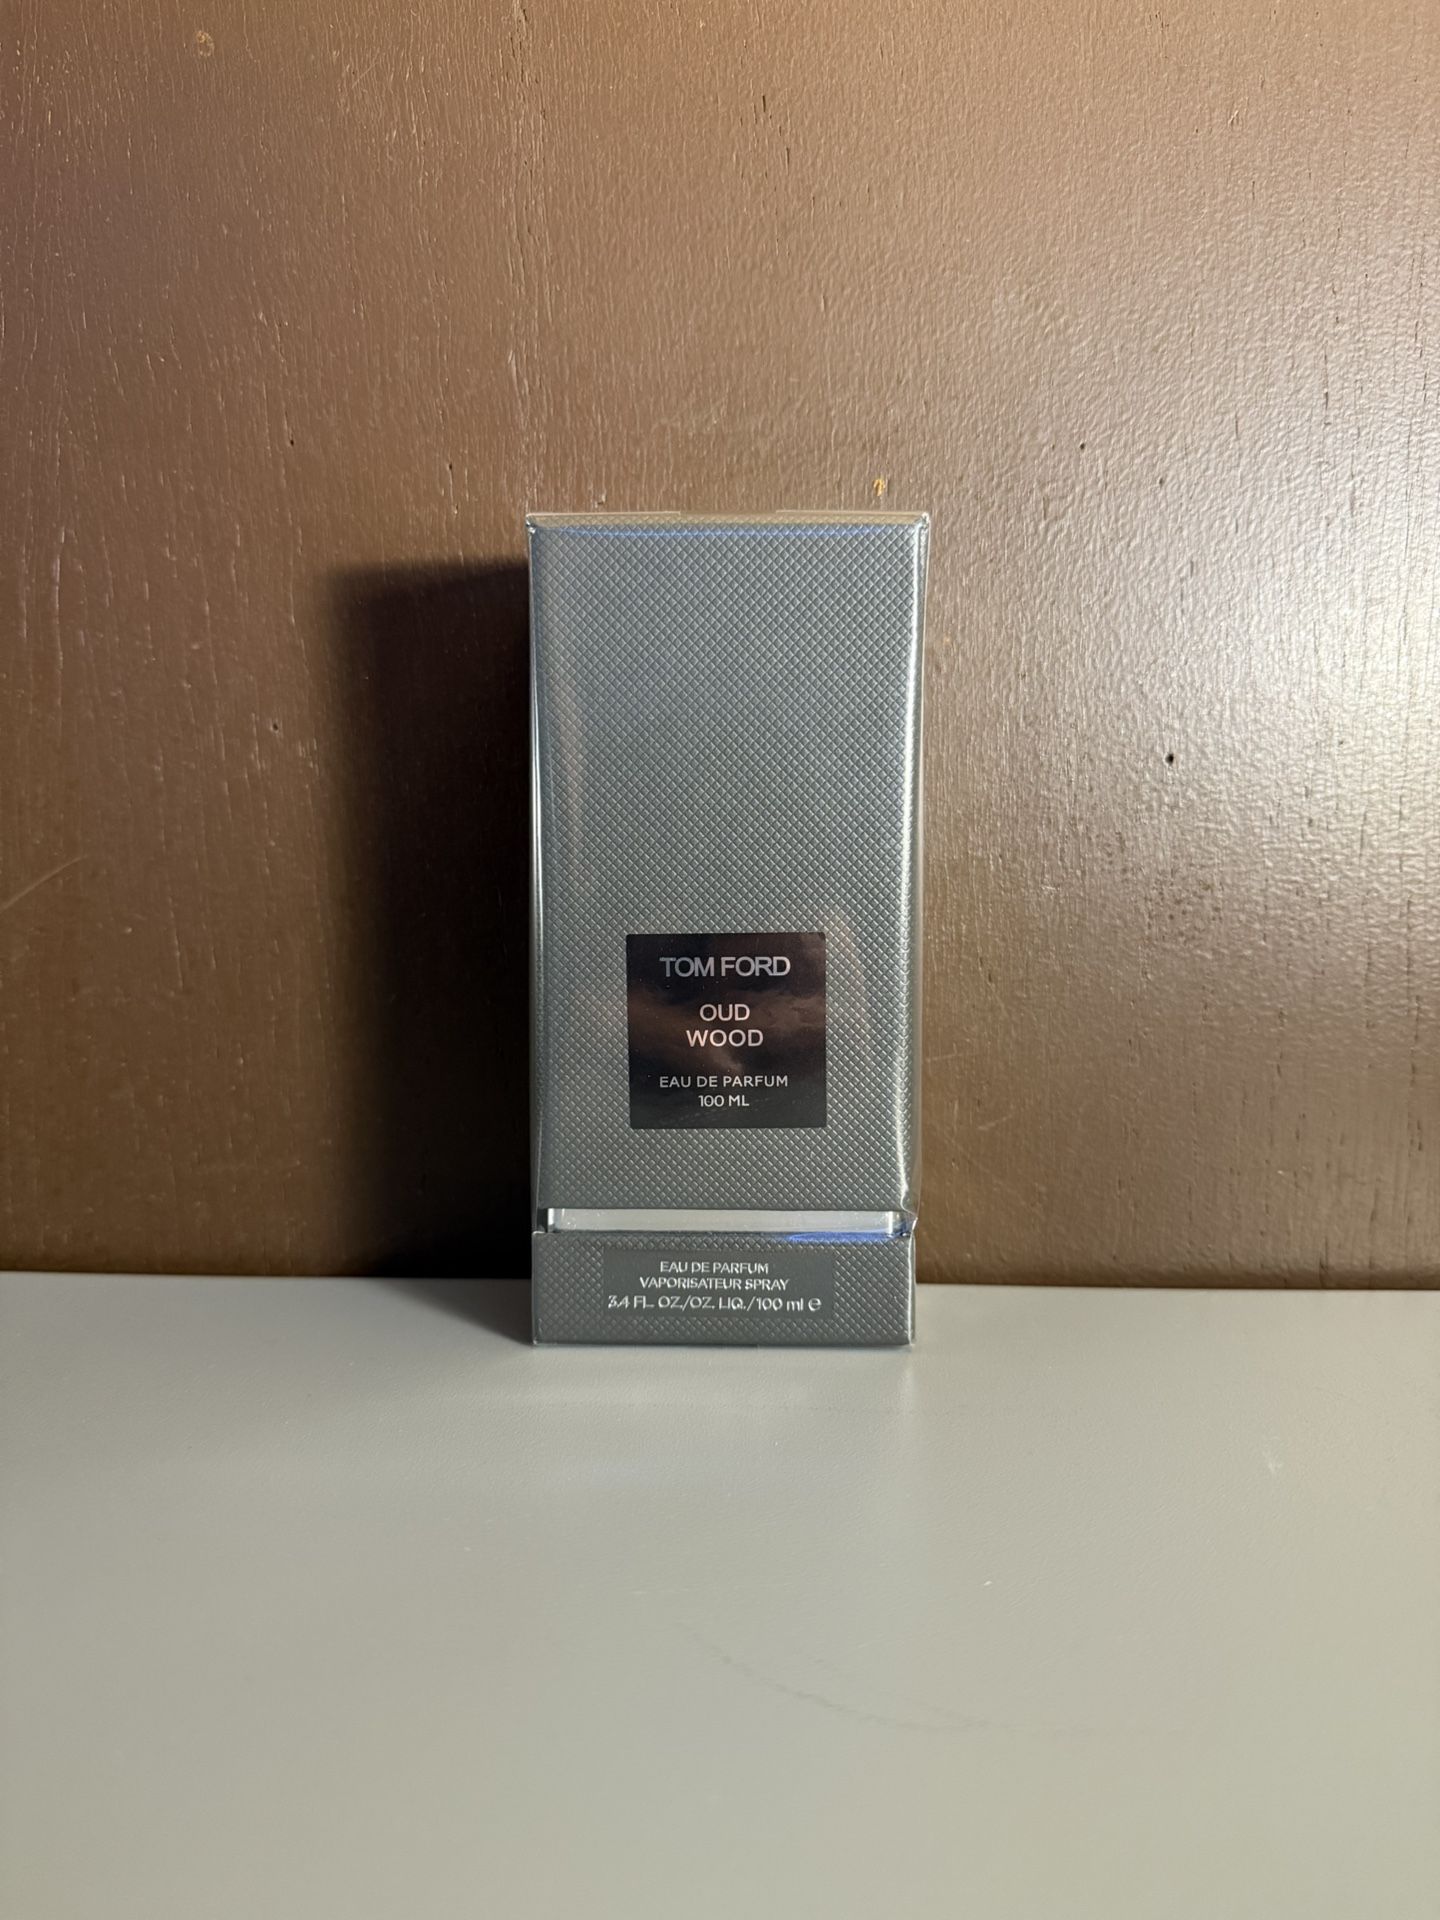 TOM FORD
OUD
WOOD
EAU DE PARFUM
100 ML
EAU DE PARFUM
VAPORISATEUR SPRAY
3.4 FL. OZ./OZ. LIQ./100 ml ℮